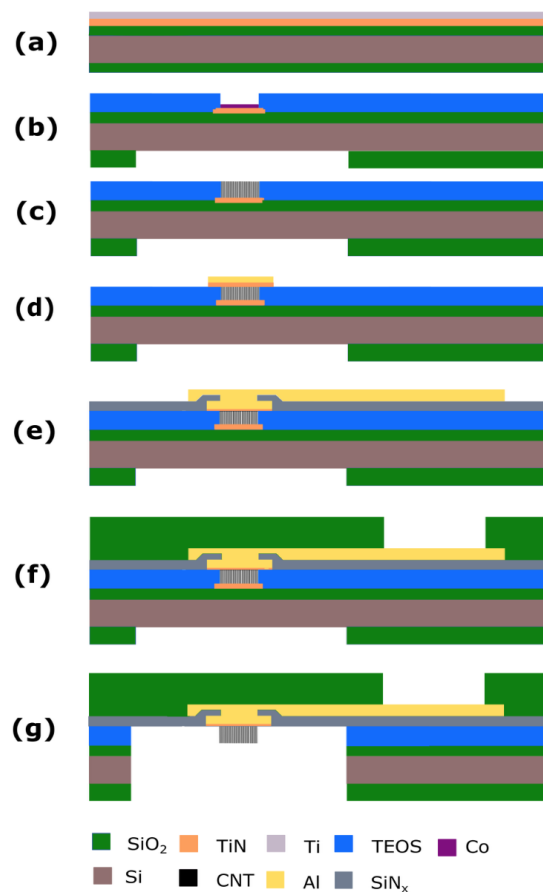 (a)
(b)
(c)
(d)
(e)
(f)
(g)
SiO₂ TiN Ti TEOS Co
Si CNT Al SiNₓ